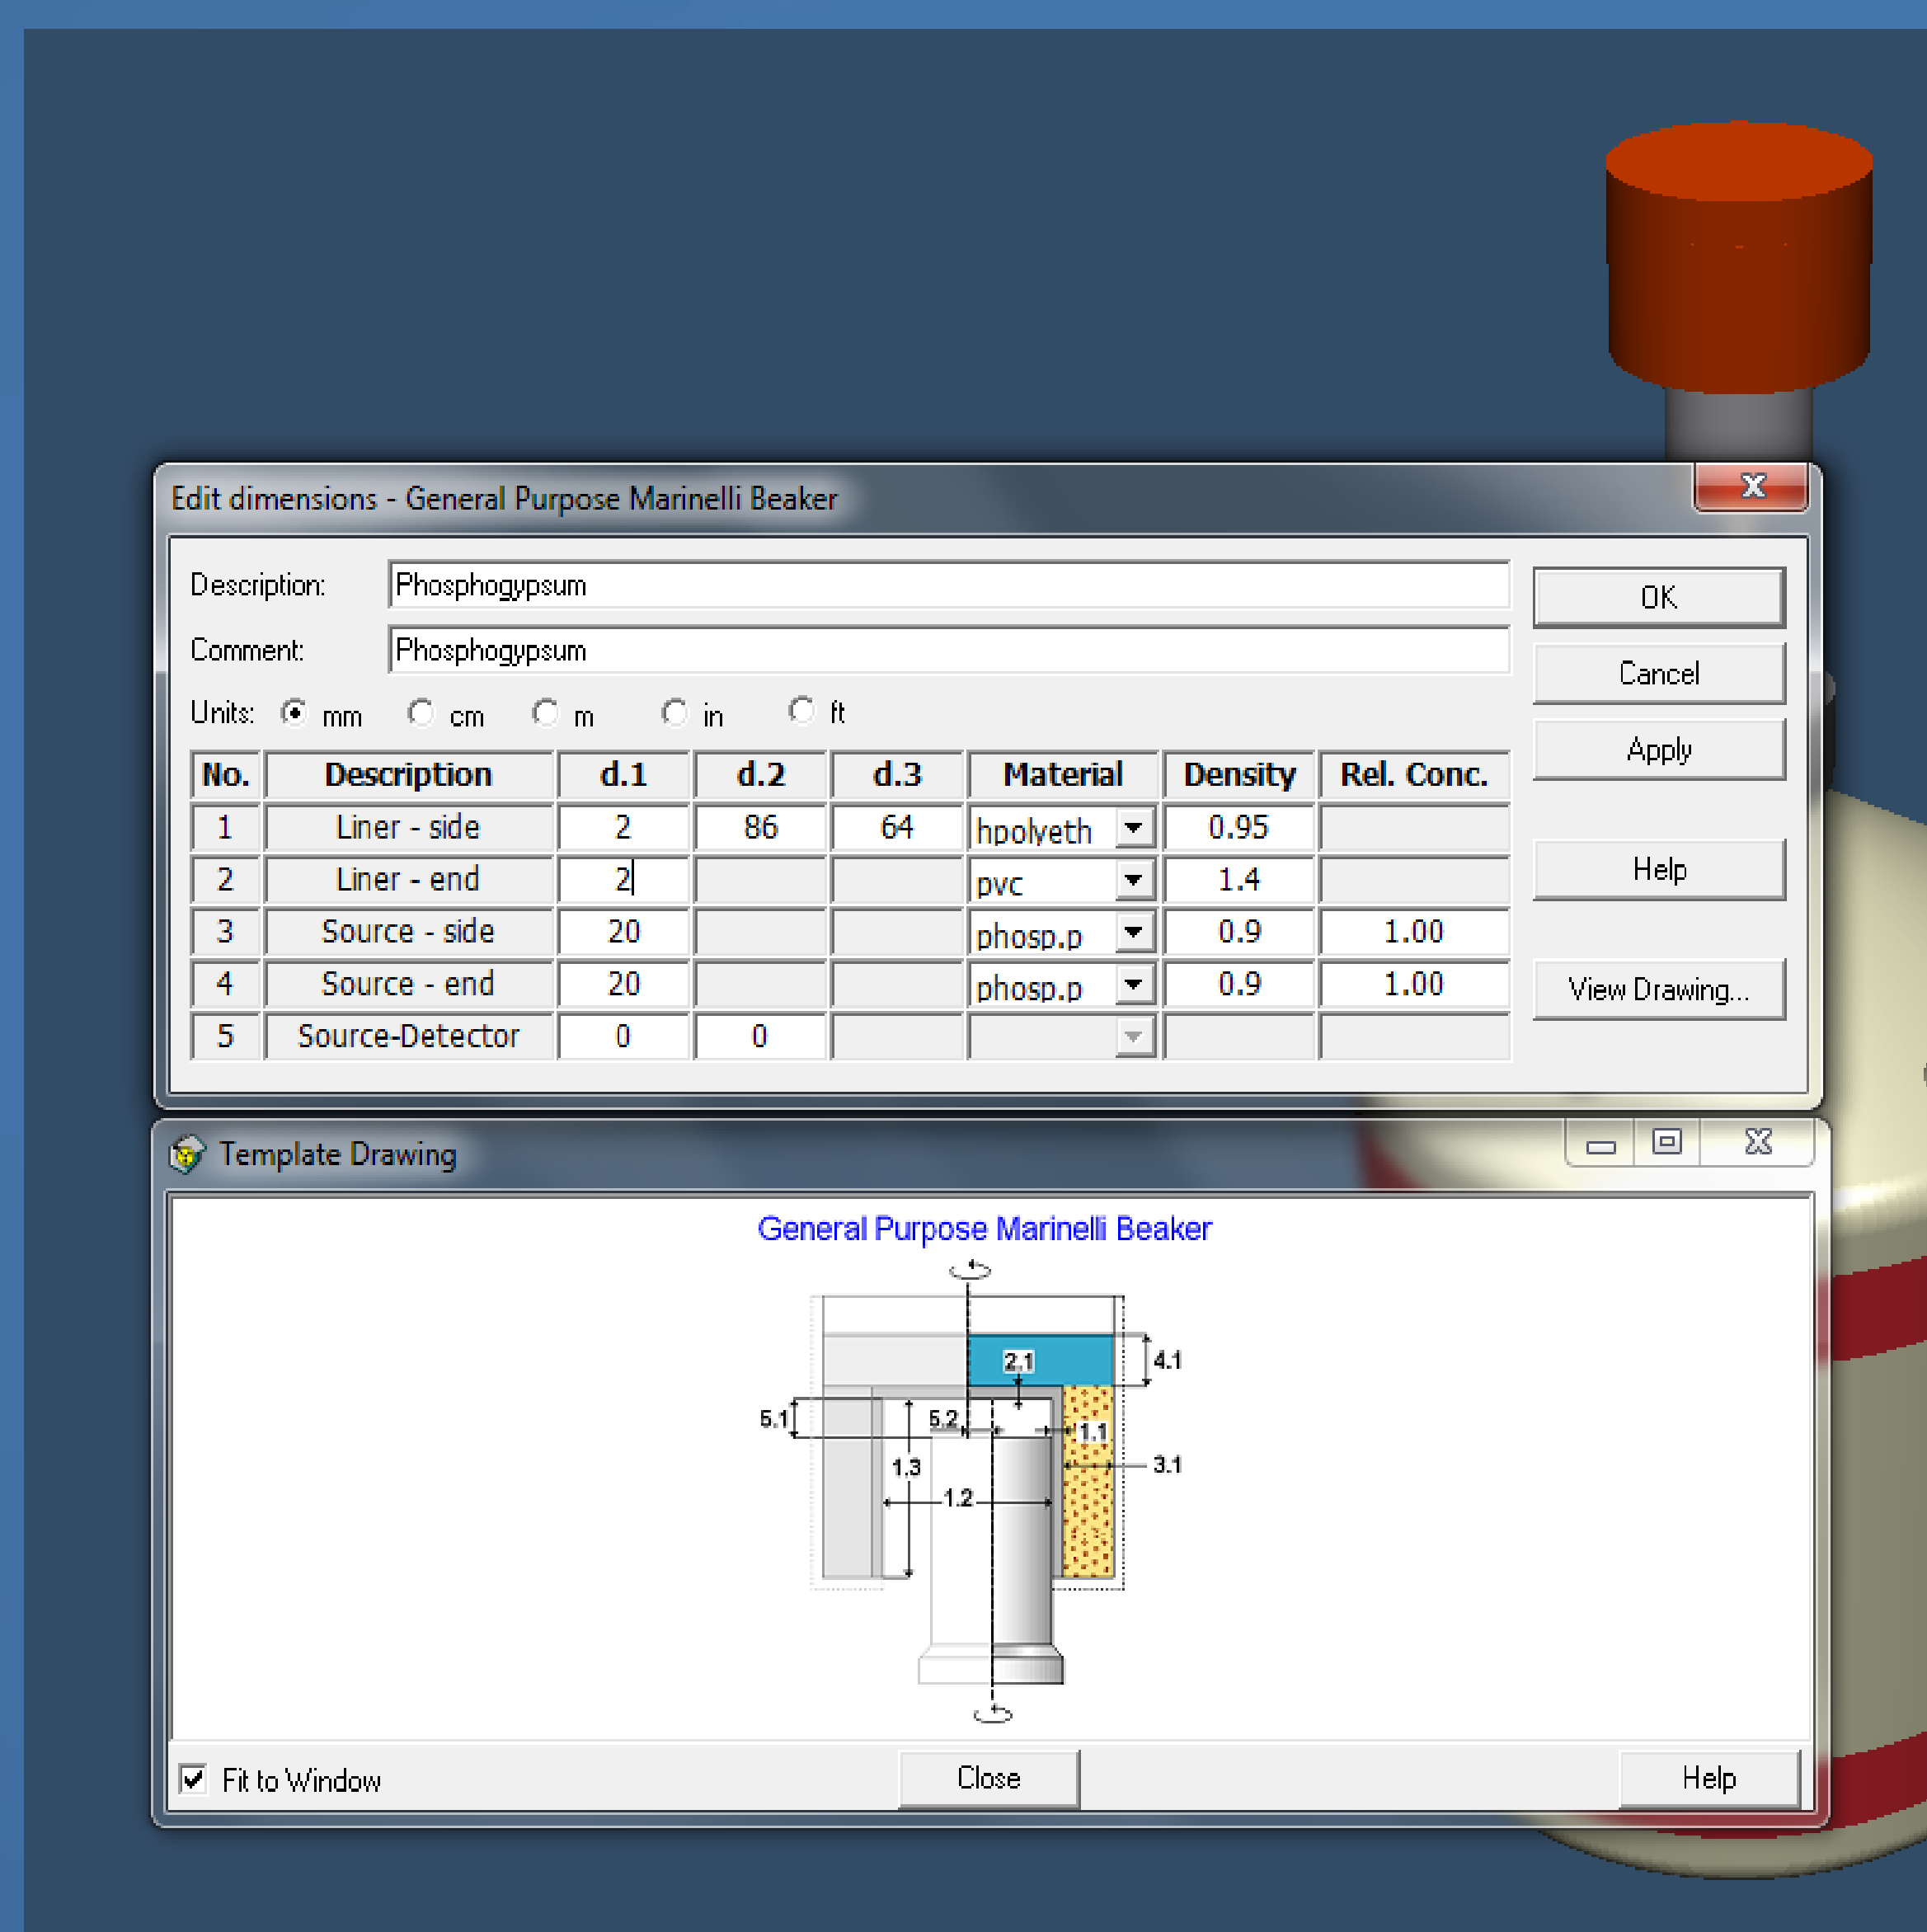 Edit dimensions - General Purpose Marinelli Beaker
Description: Phosphogypsum OK
Comment: Phosphogypsum Cancel
Units: mm cm m in ft
Apply
No. Description d.1 d.2 d.3 Material Density Rel. Conc.
1 Liner - side 2 86 64 hpolyeth 0.95
2 Liner - end 2 pvc 1.4
Help
3 Source - side 20 phosp.p 0.9 1.00
4 Source - end 20 phosp.p 0.9 1.00
View Drawing...
5 Source-Detector 0 0
Template Drawing
General Purpose Marinelli Beaker
2.1 4.1
5.1 5.2 1.1
1.3 3.1
1.2
Fit to Window Close Help